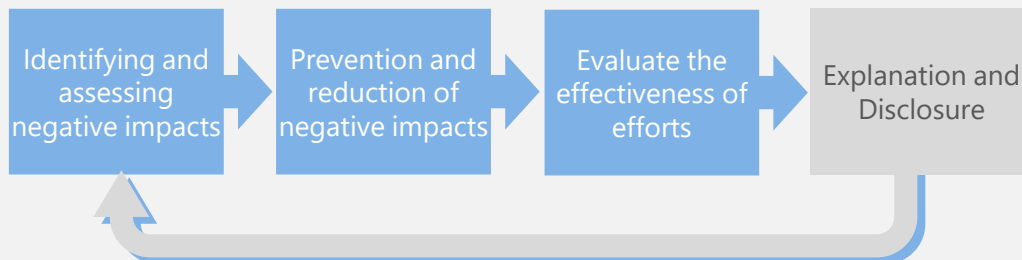 Identifying and
assessing
negative impacts
Prevention and
reduction of
negative impacts
Evaluate the
effectiveness of
efforts
Explanation and
Disclosure